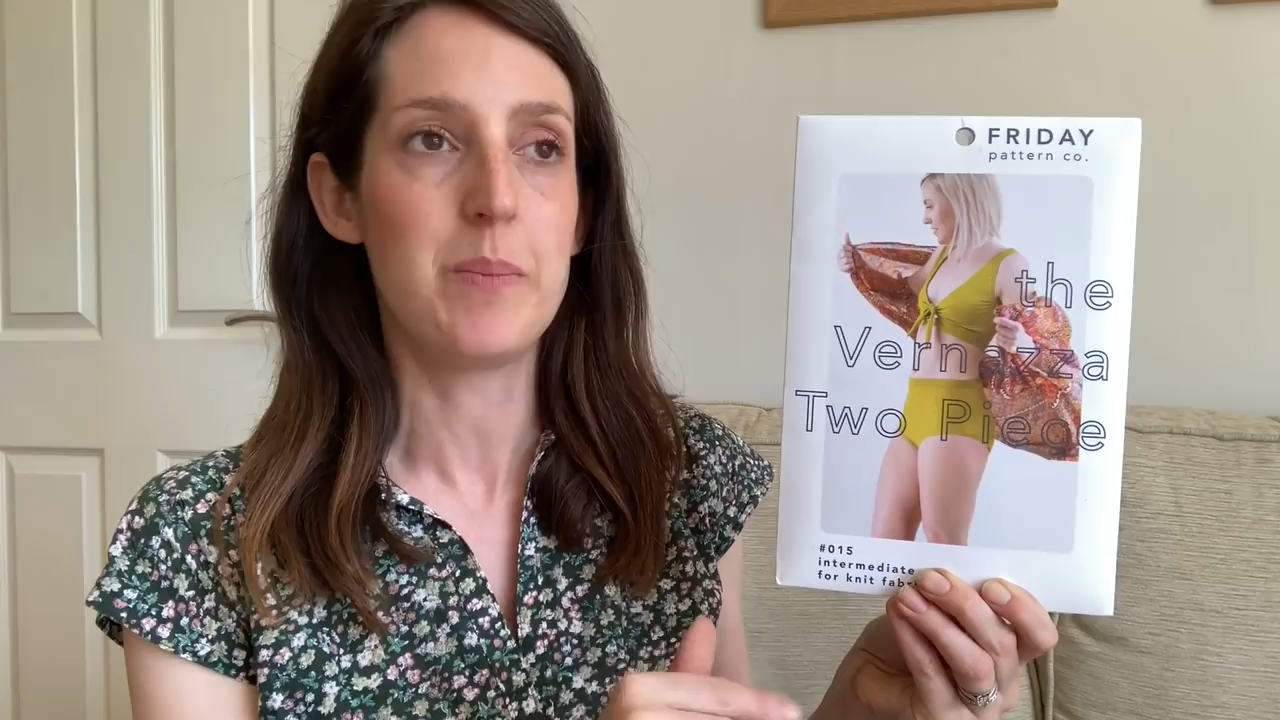 FRIDAY
pattern co.
the
Vernazza
Two Piece
#015
intermediate
for knit